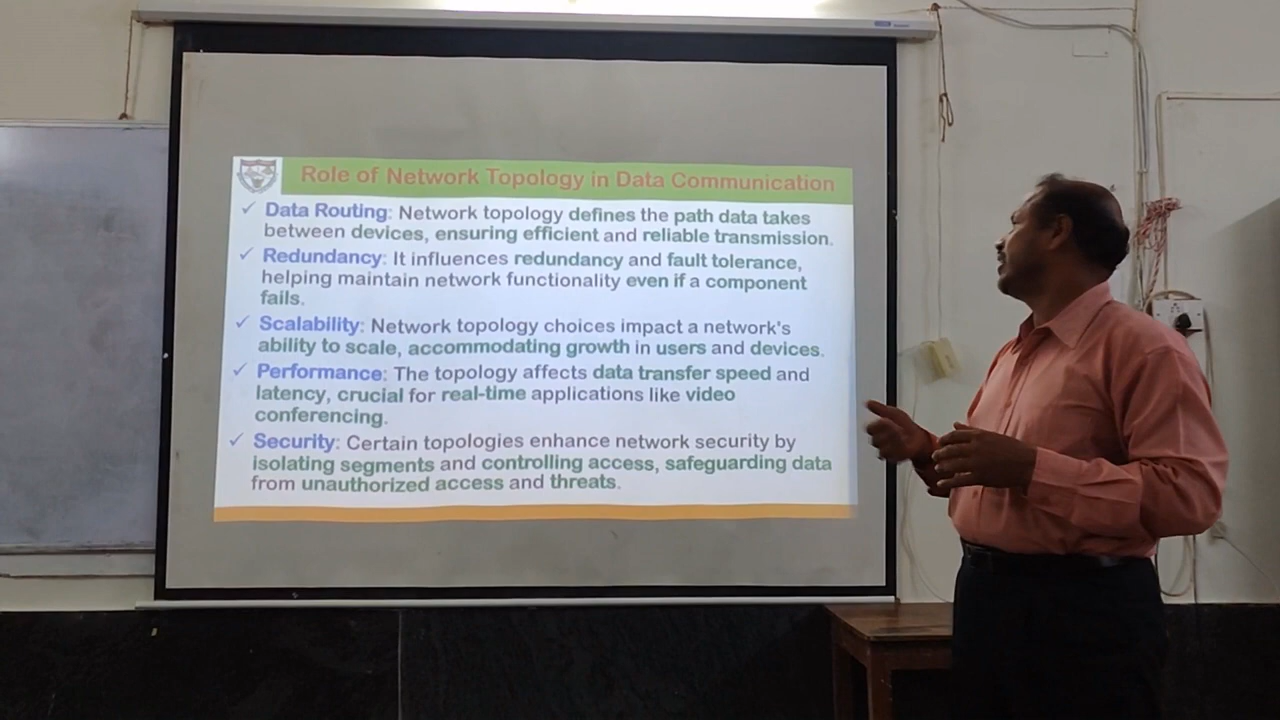 Role of Network Topology in Data Communication
✓ Data Routing: Network topology defines the path data takes
between devices, ensuring efficient and reliable transmission.
✓ Redundancy: It influences redundancy and fault tolerance,
helping maintain network functionality even if a component
fails.
✓ Scalability: Network topology choices impact a network's
ability to scale, accommodating growth in users and devices.
✓ Performance: The topology affects data transfer speed and
latency, crucial for real-time applications like video
conferencing.
✓ Security: Certain topologies enhance network security by
isolating segments and controlling access, safeguarding data
from unauthorized access and threats.